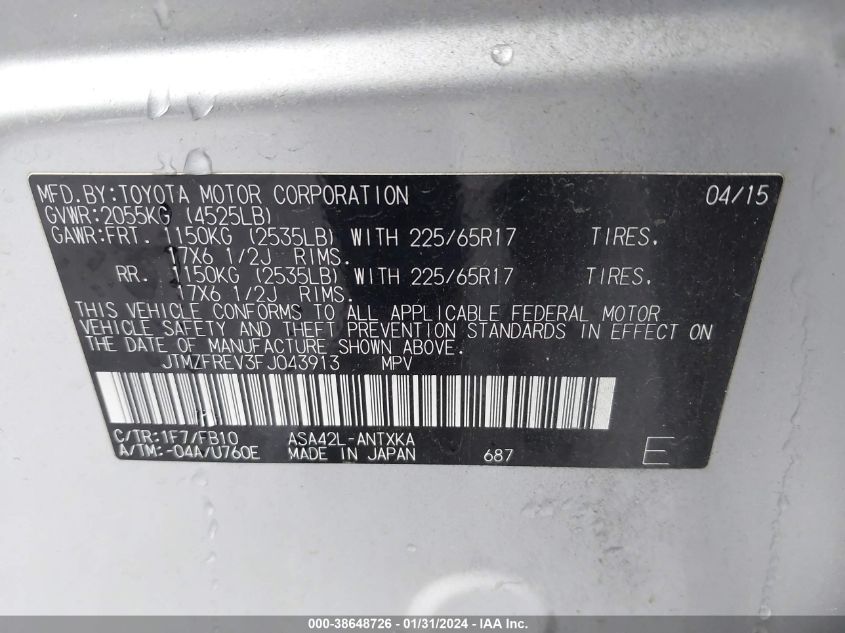 MFD.BY:TOYOTA MOTOR CORPORATION 04/15
GVWR:2055KG (4525LB)
GAWR:FRT. 1150KG (2535LB) WITH 225/65R17 TIRES.
17X6 1/2J RIMS.
RR. 1150KG (2535LB) WITH 225/65R17 TIRES.
17X6 1/2J RIMS.
THIS VEHICLE CONFORMS TO ALL APPLICABLE FEDERAL MOTOR
VEHICLE SAFETY AND THEFT PREVENTION STANDARDS IN EFFECT ON
THE DATE OF MANUFACTURE SHOWN ABOVE.
JTMZFREV3FJ043913 MPV
C/TR:1F7/FB10 ASA42L-ANTXKA
A/TM:-04A/U760E MADE IN JAPAN 687 E
000-38648726 - 01/31/2024 - IAA Inc.